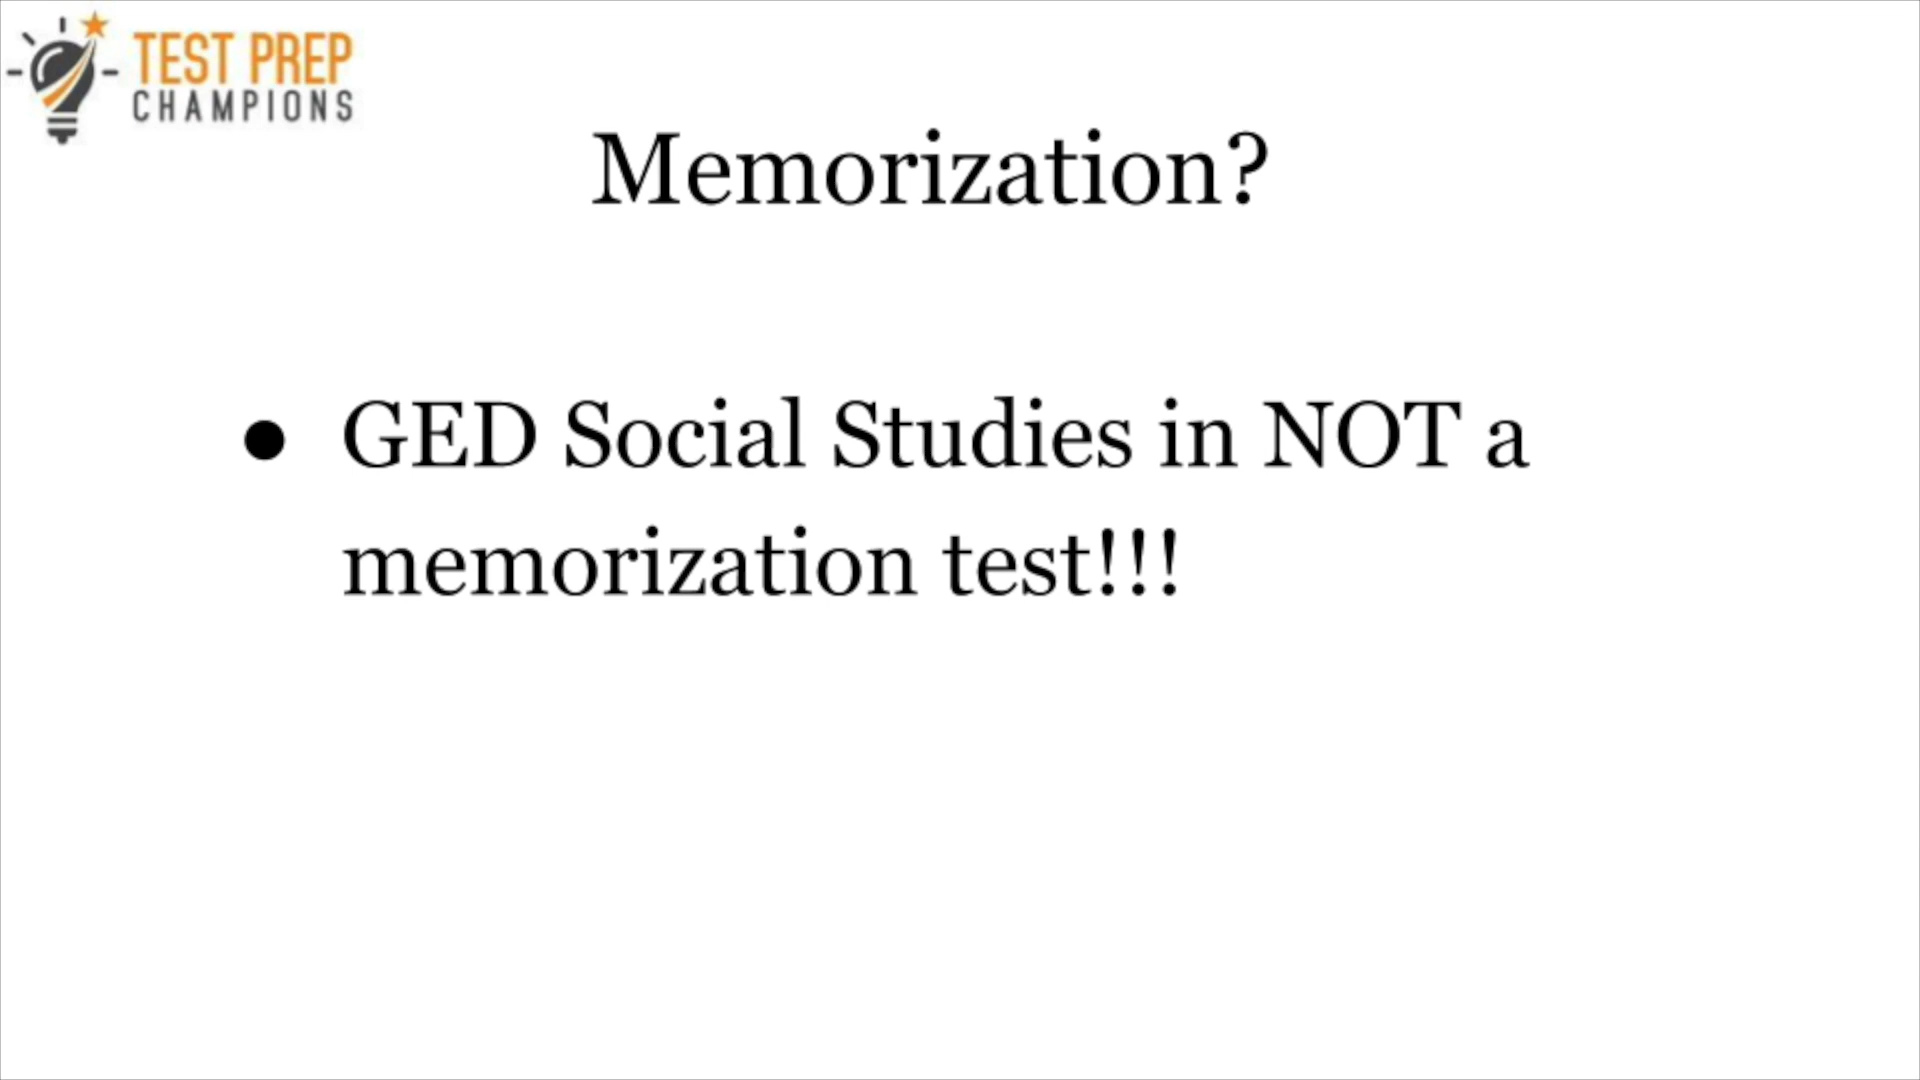 TEST PREP
CHAMPIONS
Memorization?
● GED Social Studies in NOT a
memorization test!!!